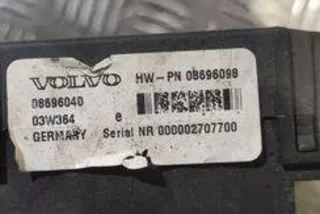 VOLVO HW-PN 08696098
08696040
03W364 e
GERMANY Serial NR 000002707700